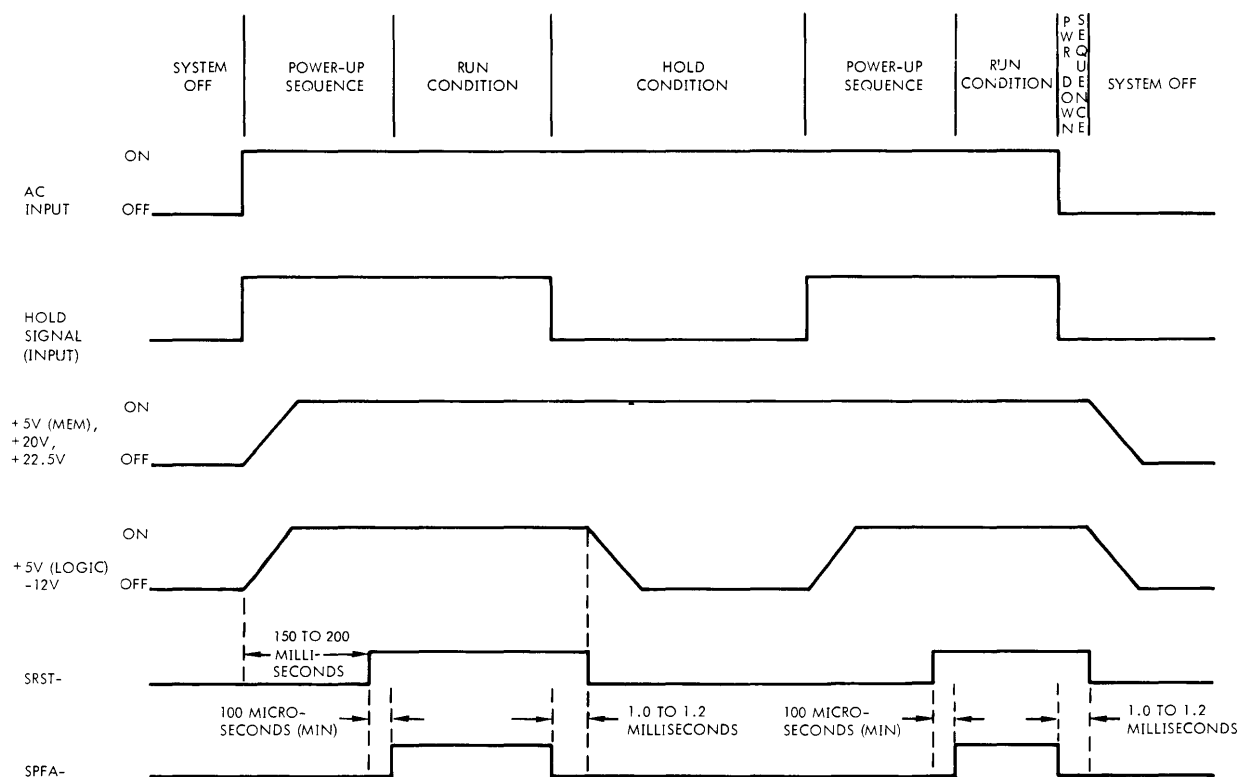 SYSTEM
OFF
POWER-UP
SEQUENCE
RUN
CONDITION
HOLD
CONDITION
POWER-UP
SEQUENCE
RUN
CONDITION
PWR DOWN
SEQUENCE
SYSTEM OFF
ON
AC
INPUT
OFF
HOLD
SIGNAL
(INPUT)
ON
+5V (MEM),
+20V,
+22.5V
OFF
ON
+5V (LOGIC)
-12V
OFF
150 TO 200
MILLI-
SECONDS
SRST-
100 MICRO-
SECONDS (MIN)
1.0 TO 1.2
MILLISECONDS
100 MICRO-
SECONDS (MIN)
1.0 TO 1.2
MILLISECONDS
SPFA-